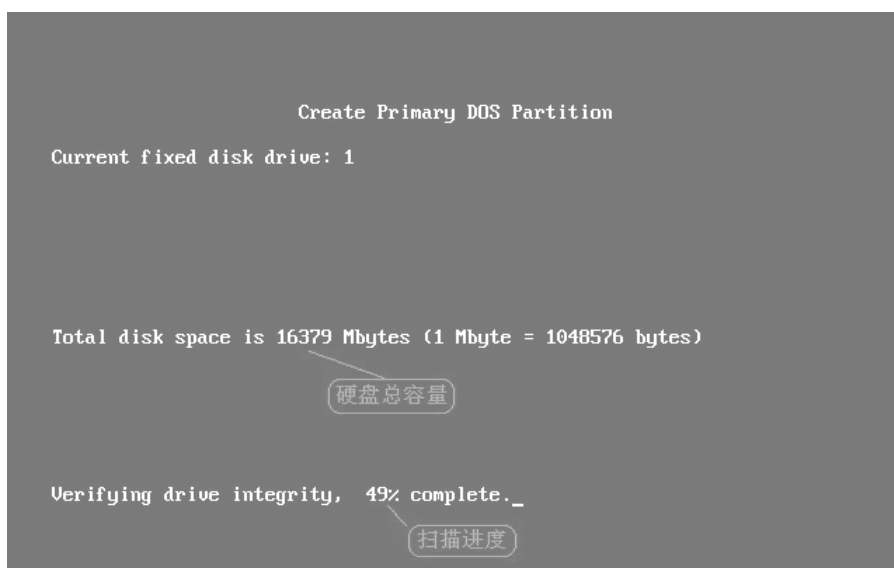 Create Primary DOS Partition
Current fixed disk drive: 1
Total disk space is 16379 Mbytes (1 Mbyte = 1048576 bytes)
硬盘总容量
Verifying drive integrity, 49% complete._
扫描进度